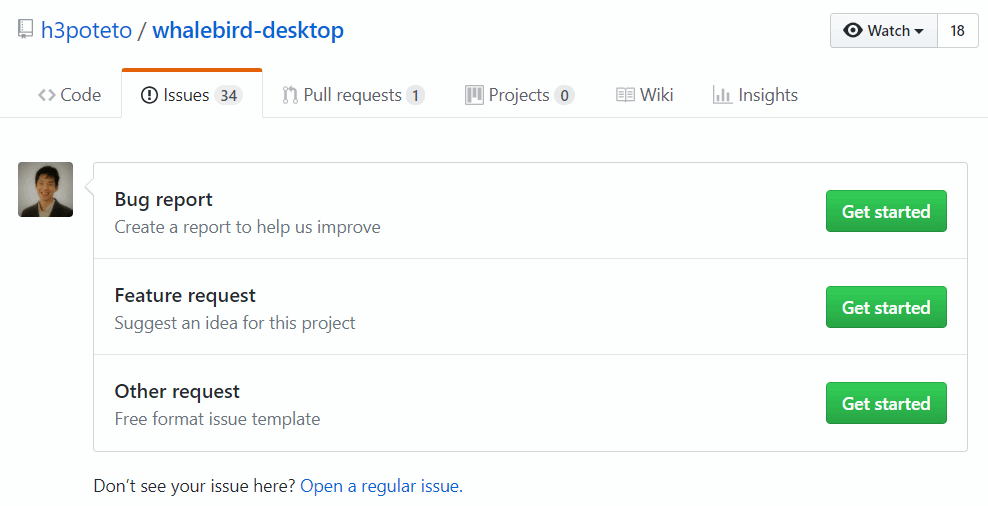 h3poteto / whalebird-desktop
Watch 18
Code Issues 34 Pull requests 1 Projects 0 Wiki Insights
Bug report
Create a report to help us improve
Get started
Feature request
Suggest an idea for this project
Get started
Other request
Free format issue template
Get started
Don’t see your issue here? Open a regular issue.